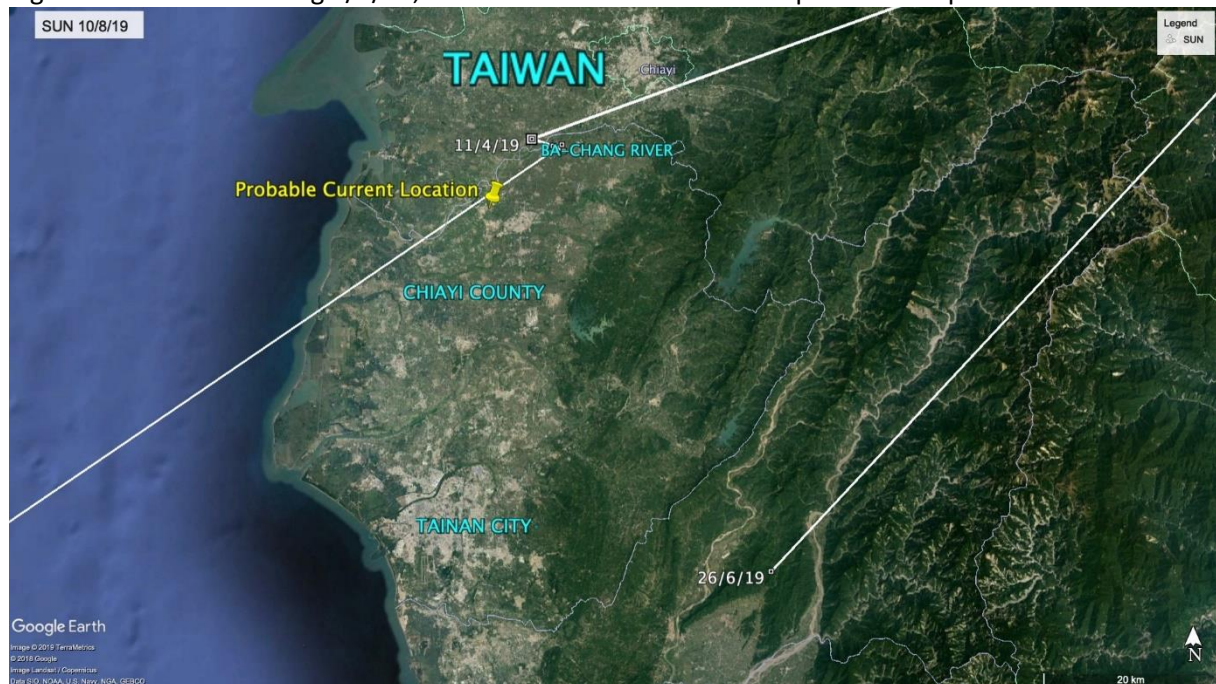 SUN 10/8/19
Legend
SUN
TAIWAN
Chiayi
11/4/19
BA-CHANG RIVER
Probable Current Location
CHIAYI COUNTY
TAINAN CITY
26/6/19
Google Earth
Image © 2019 TerraMetrics
© 2018 Google
Image Landsat / Copernicus
Data SIO, NOAA, U.S. Navy, NGA, GEBCO
N
20 km